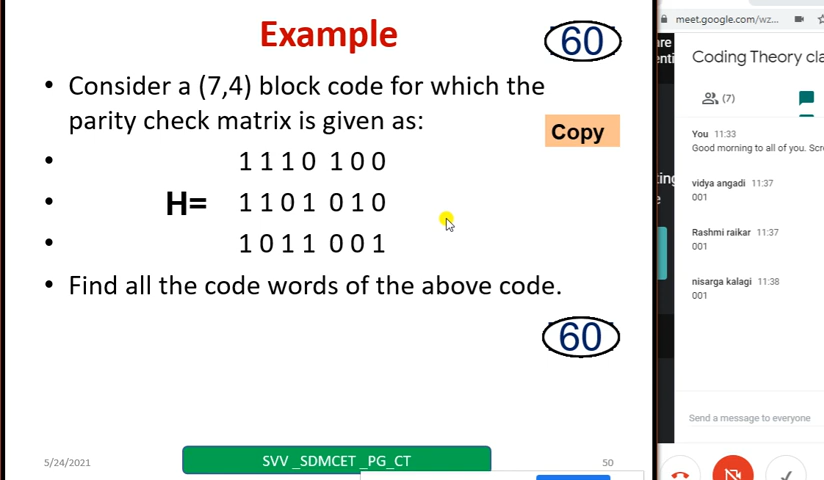 Example
60
• Consider a (7,4) block code for which the
parity check matrix is given as:
Copy
• 1 1 1 0 1 0 0
• H= 1 1 0 1 0 1 0
• 1 0 1 1 0 0 1
• Find all the code words of the above code.
60
5/24/2021
SVV _SDMCET _PG_CT
50
meet.google.com/wz...
Coding Theory cla
(7)
You 11:33
Good morning to all of you. Scr
vidya angadi 11:37
001
Rashmi raikar 11:37
001
nisarga kalagi 11:38
001
Send a message to everyone